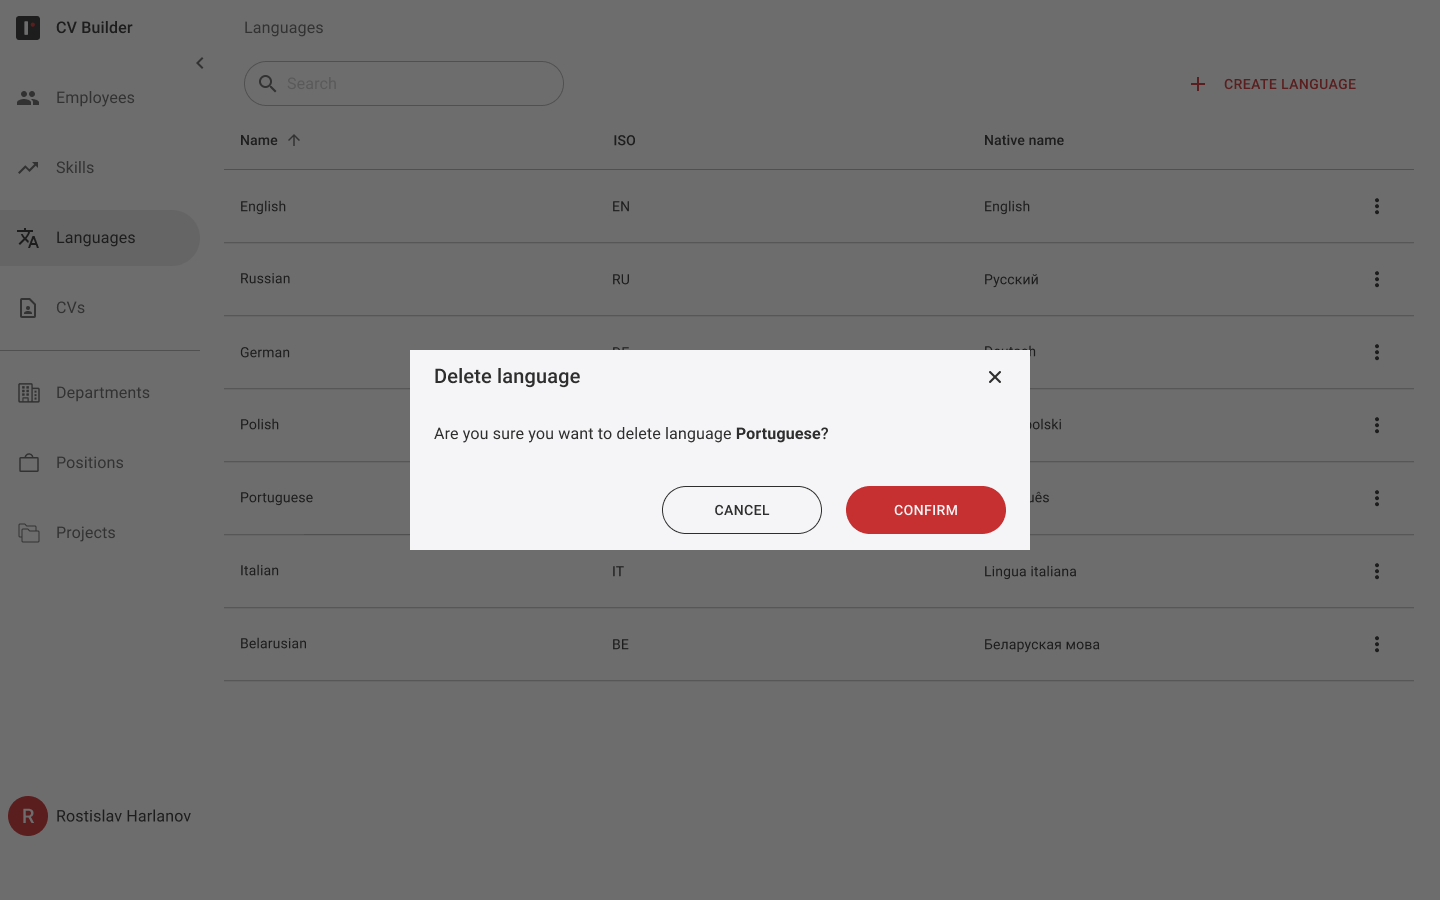 CV Builder
Employees
Skills
Languages
CVs
Departments
Positions
Projects
R
Rostislav Harlanov
Languages
Search
CREATE LANGUAGE
Name ISO Native name
English EN English
Russian RU Русский
German
Polish
Portuguese
Italian IT Lingua italiana
Belarusian BE Беларуская мова
Delete language
Are you sure you want to delete language Portuguese?
CANCEL
CONFIRM